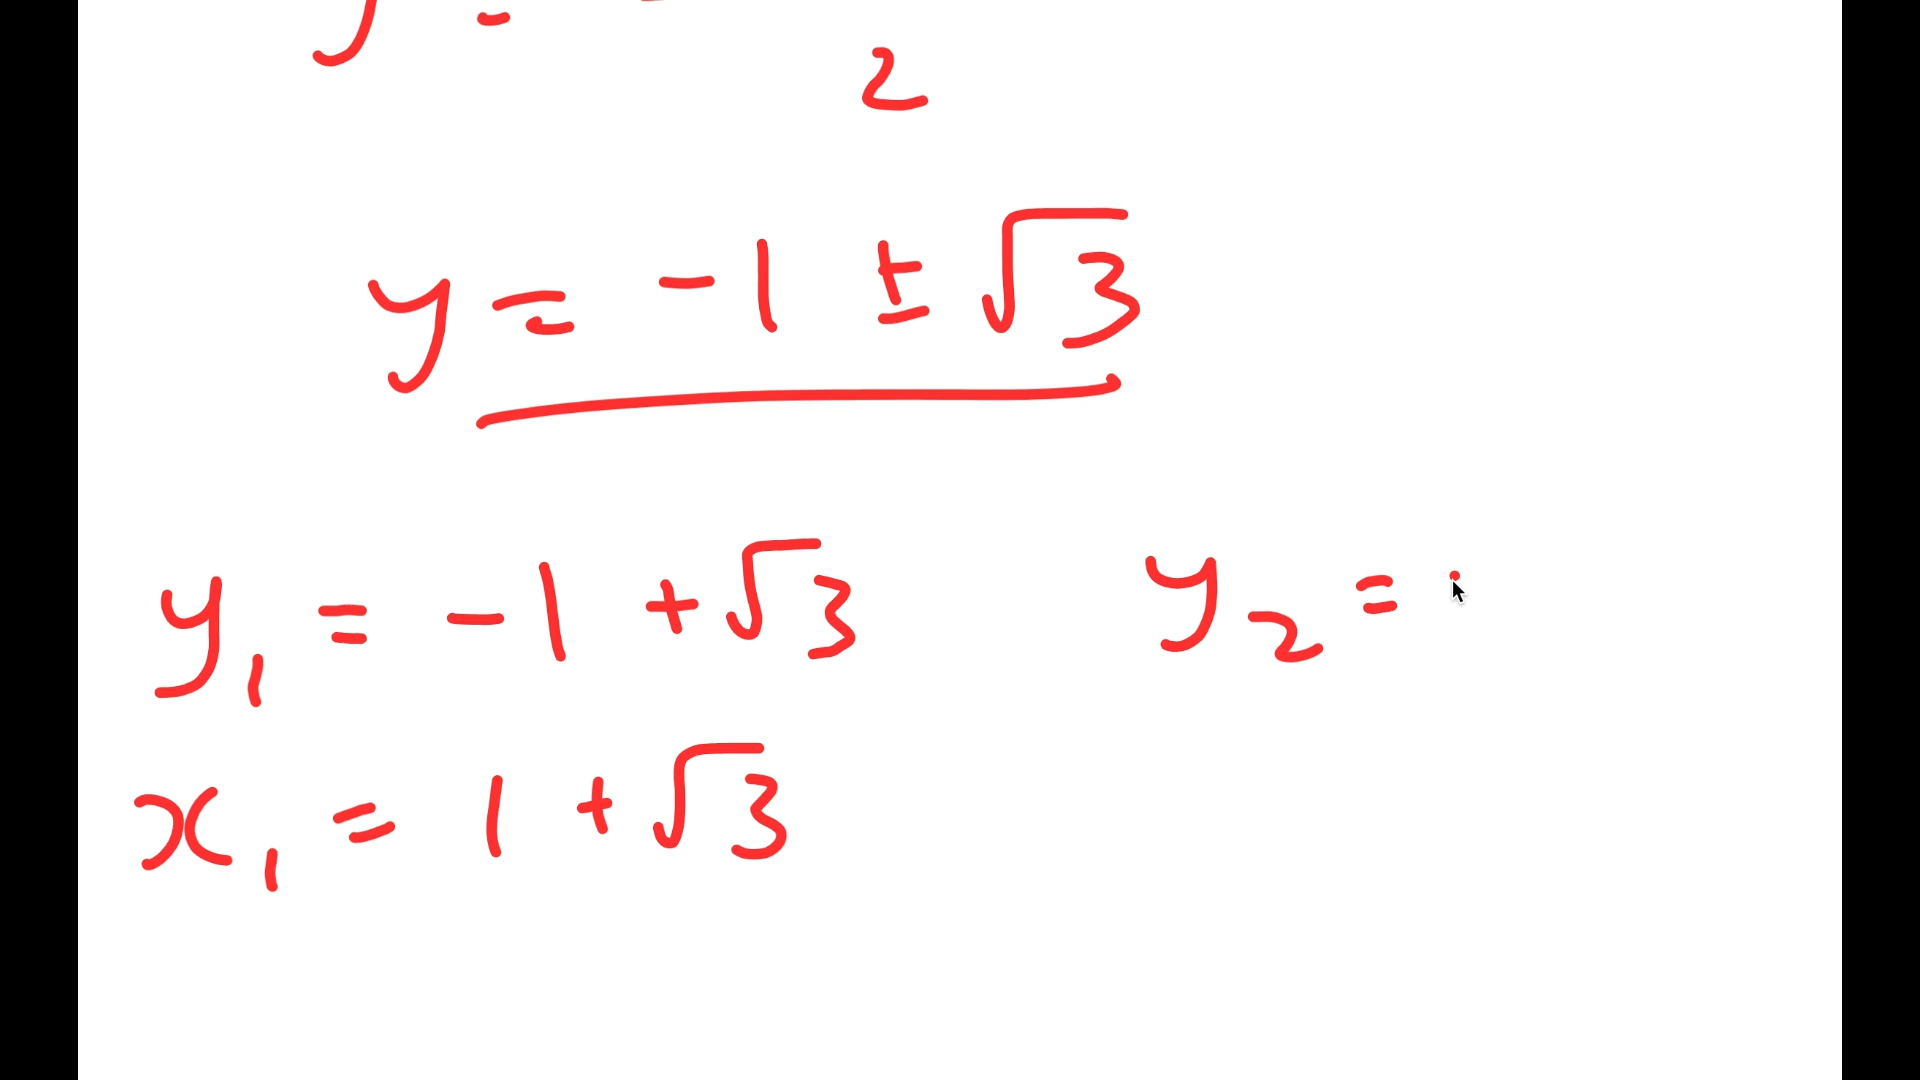 y =
2
y = -1 ± √3
y₁ = -1 + √3
y₂ =
x₁ = 1 + √3